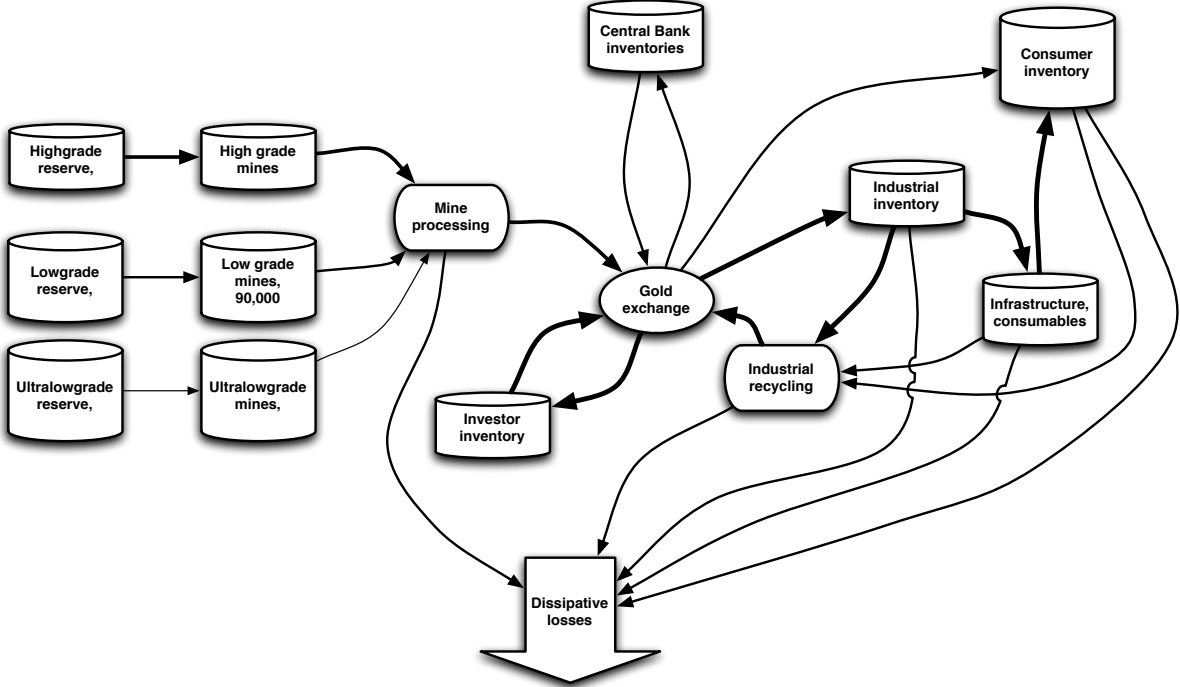 Central Bank
inventories
Consumer
inventory
Highgrade
reserve,
High grade
mines
Mine
processing
Industrial
inventory
Lowgrade
reserve,
Low grade
mines,
90,000
Gold
exchange
Infrastructure,
consumables
Ultralowgrade
reserve,
Ultralowgrade
mines,
Industrial
recycling
Investor
inventory
Dissipative
losses